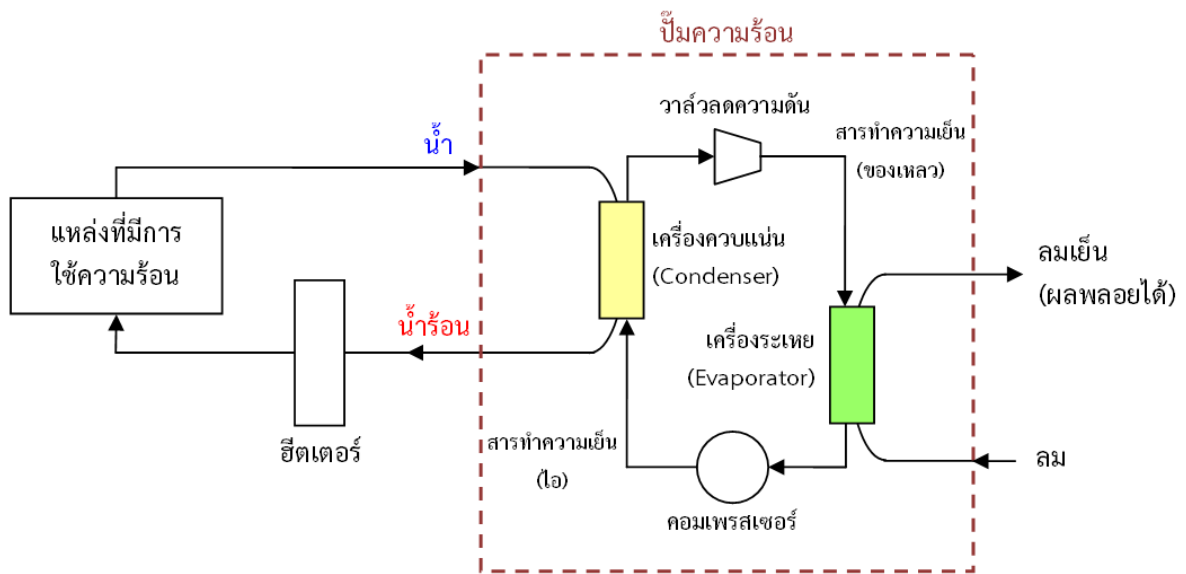 ปั๊มความร้อน
วาล์วลดความดัน
สารทำความเย็น
(ของเหลว)
น้ำ
แหล่งที่มีการ
ใช้ความร้อน
เครื่องควบแน่น
(Condenser)
ลมเย็น
(ผลพลอยได้)
น้ำร้อน
เครื่องระเหย
(Evaporator)
ฮีตเตอร์
สารทำความเย็น
(ไอ)
ลม
คอมเพรสเซอร์